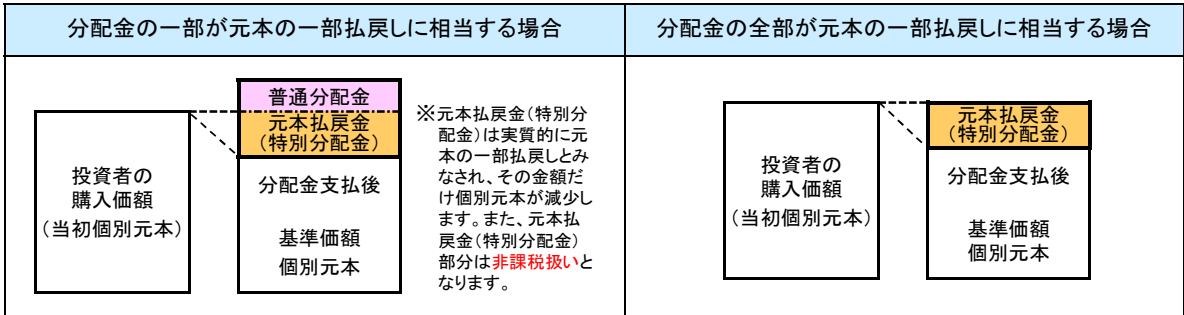 分配金の一部が元本の一部払戻しに相当する場合
普通分配金
元本払戻金
(特別分配金)
投資者の
購入価額
(当初個別元本)
分配金支払後
基準価額
個別元本
※元本払戻金(特別分
配金)は実質的に元
本の一部払戻しとみ
なされ、その金額だ
け個別元本が減少し
ます。また、元本払
戻金(特別分配金)
部分は非課税扱いと
なります。
分配金の全部が元本の一部払戻しに相当する場合
元本払戻金
(特別分配金)
投資者の
購入価額
(当初個別元本)
分配金支払後
基準価額
個別元本